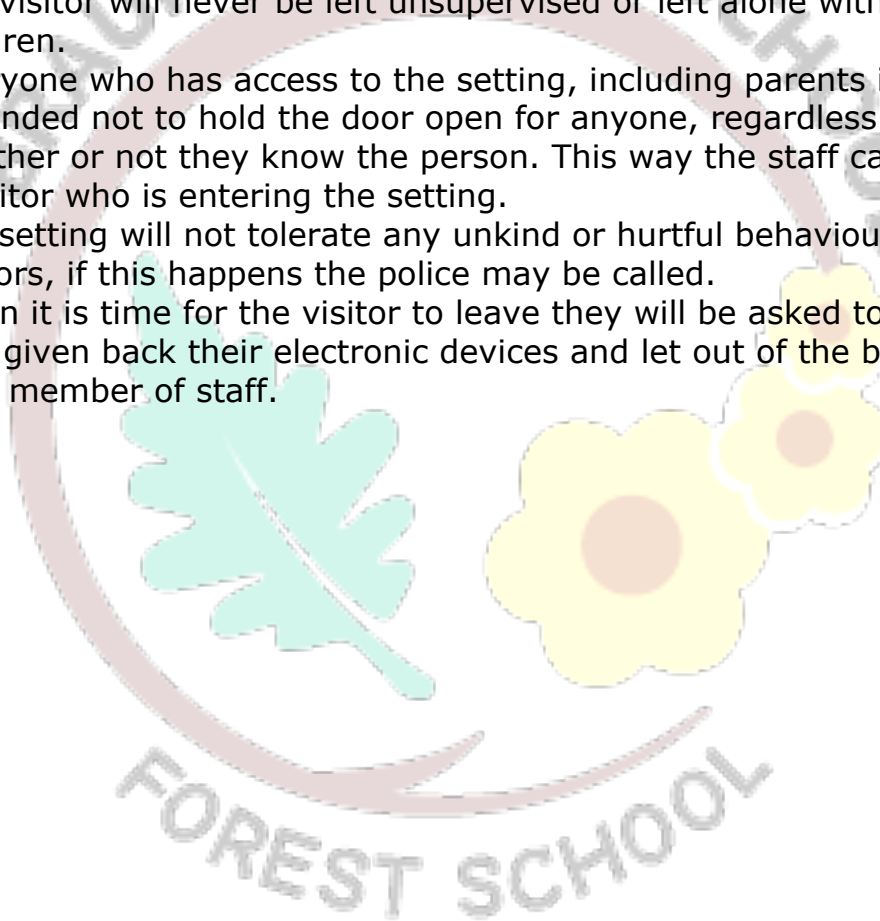 visitor will never be left unsupervised or left alone with
ren.
yone who has access to the setting, including parents i
nded not to hold the door open for anyone, regardless
ther or not they know the person. This way the staff ca
itor who is entering the setting.
setting will not tolerate any unkind or hurtful behaviou
ors, if this happens the police may be called.
n it is time for the visitor to leave they will be asked to
given back their electronic devices and let out of the b
member of staff.
FOREST SCHOOL